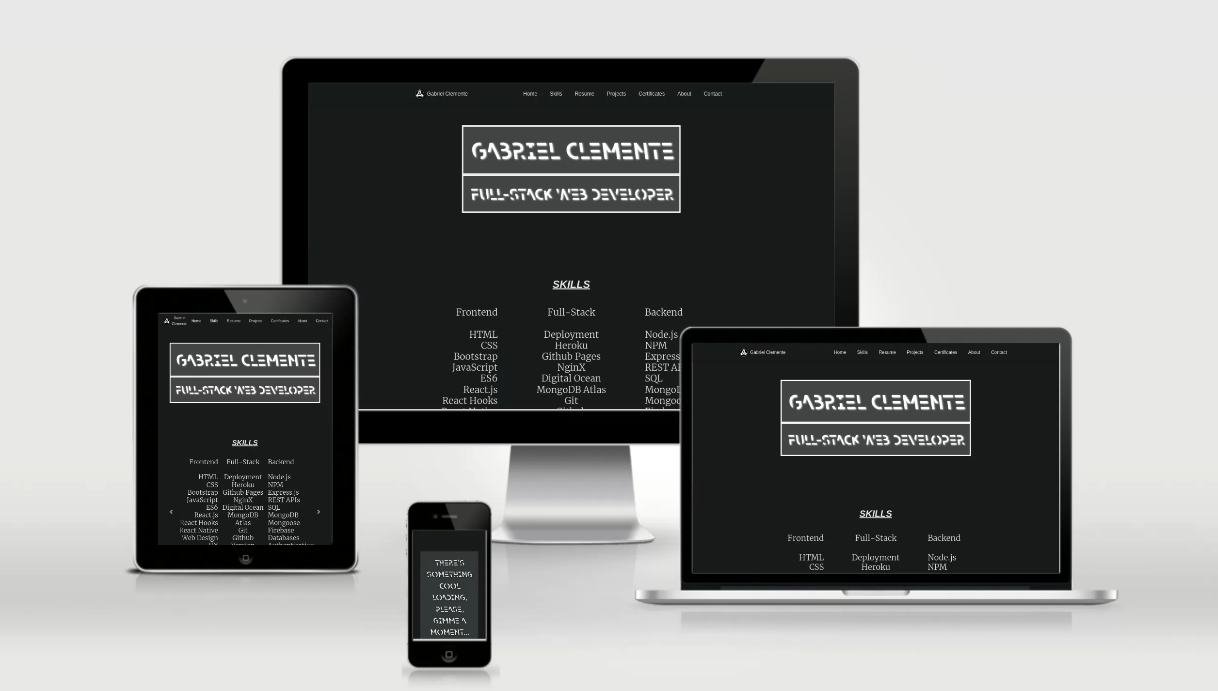 Gabriel Clemente
Home Skills Resume Projects Certificates About Contact
GABRIEL CLEMENTE
FULL-STACK WEB DEVELOPER
SKILLS
Frontend Full-Stack Backend
HTML Deployment Node.js
CSS Heroku NPM
Bootstrap Github Pages Express
JavaScript NginX REST AP
ES6 Digital Ocean SQL
React.js MongoDB Atlas Mongo
React Hooks Git Mongoo
Gabriel
Clemente
Home Skills Resume Projects Certificates About Contact
GABRIEL CLEMENTE
FULL-STACK WEB DEVELOPER
SKILLS
Frontend Full-Stack Backend
HTML Deployment Node.js
CSS Heroku NPM
Bootstrap Github Pages Express.js
JavaScript NginX REST APIs
ES6 Digital Ocean SQL
React.js MongoDB MongoDB
React Hooks Atlas Mongoose
React Native Git Firebase
Web Design Github Databases
THERE'S
SOMETHING
COOL
LOADING,
PLEASE,
GIMME A
MOMENT...
Gabriel Clemente
Home Skills Resume Projects Certificates About Contact
GABRIEL CLEMENTE
FULL-STACK WEB DEVELOPER
SKILLS
Frontend Full-Stack Backend
HTML Deployment Node.js
CSS Heroku NPM